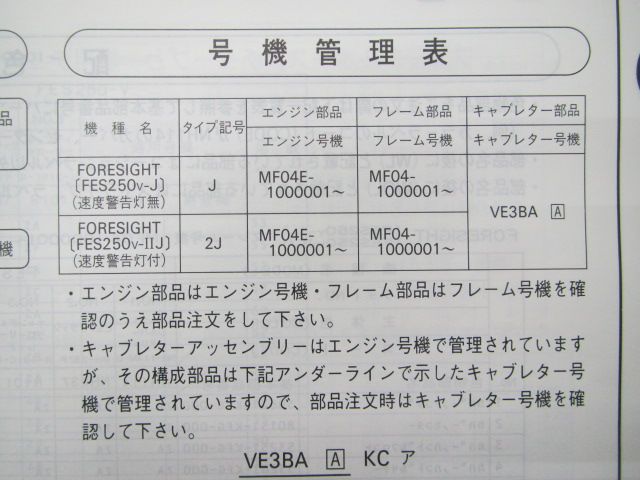 号機管理表
機種名 タイプ記号 エンジン部品 フレーム部品 キャブレター部品
エンジン号機 フレーム号機 キャブレター号機
FORESIGHT
〔FES250V-J〕
(速度警告灯無)
J
MF04E-
1000001～
MF04-
1000001～
VE3BA A
FORESIGHT
〔FES250V-IIJ〕
(速度警告灯付)
2J
MF04E-
1000001～
MF04-
1000001～
・エンジン部品はエンジン号機・フレーム部品はフレーム号機を確
認のうえ部品注文をして下さい。
・キャブレターアッセンブリーはエンジン号機で管理されています
が、その構成部品は下記アンダーラインで示したキャブレター号
機で管理されていますので、部品注文時はキャブレター号機を確
認して下さい。
VE3BA A KC ア
品
機